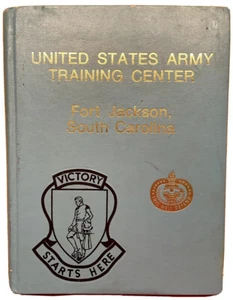 UNITED STATES ARMY
TRAINING CENTER
Fort Jackson,
South Carolina
VICTORY
STARTS HERE